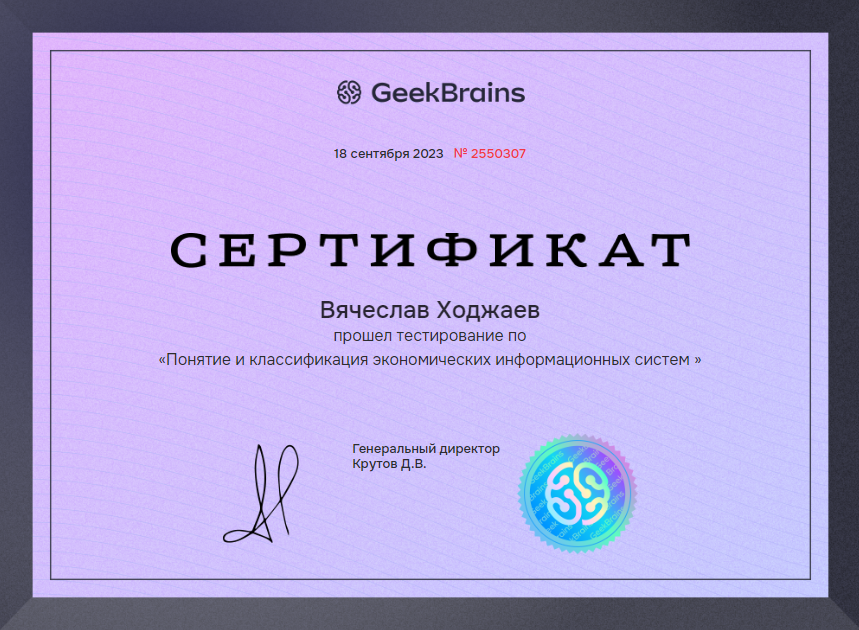 GeekBrains
18 сентября 2023 № 2550307
СЕРТИФИКАТ
Вячеслав Ходжаев
прошел тестирование по
«Понятие и классификация экономических информационных систем »
Генеральный директор
Крутов Д.В.